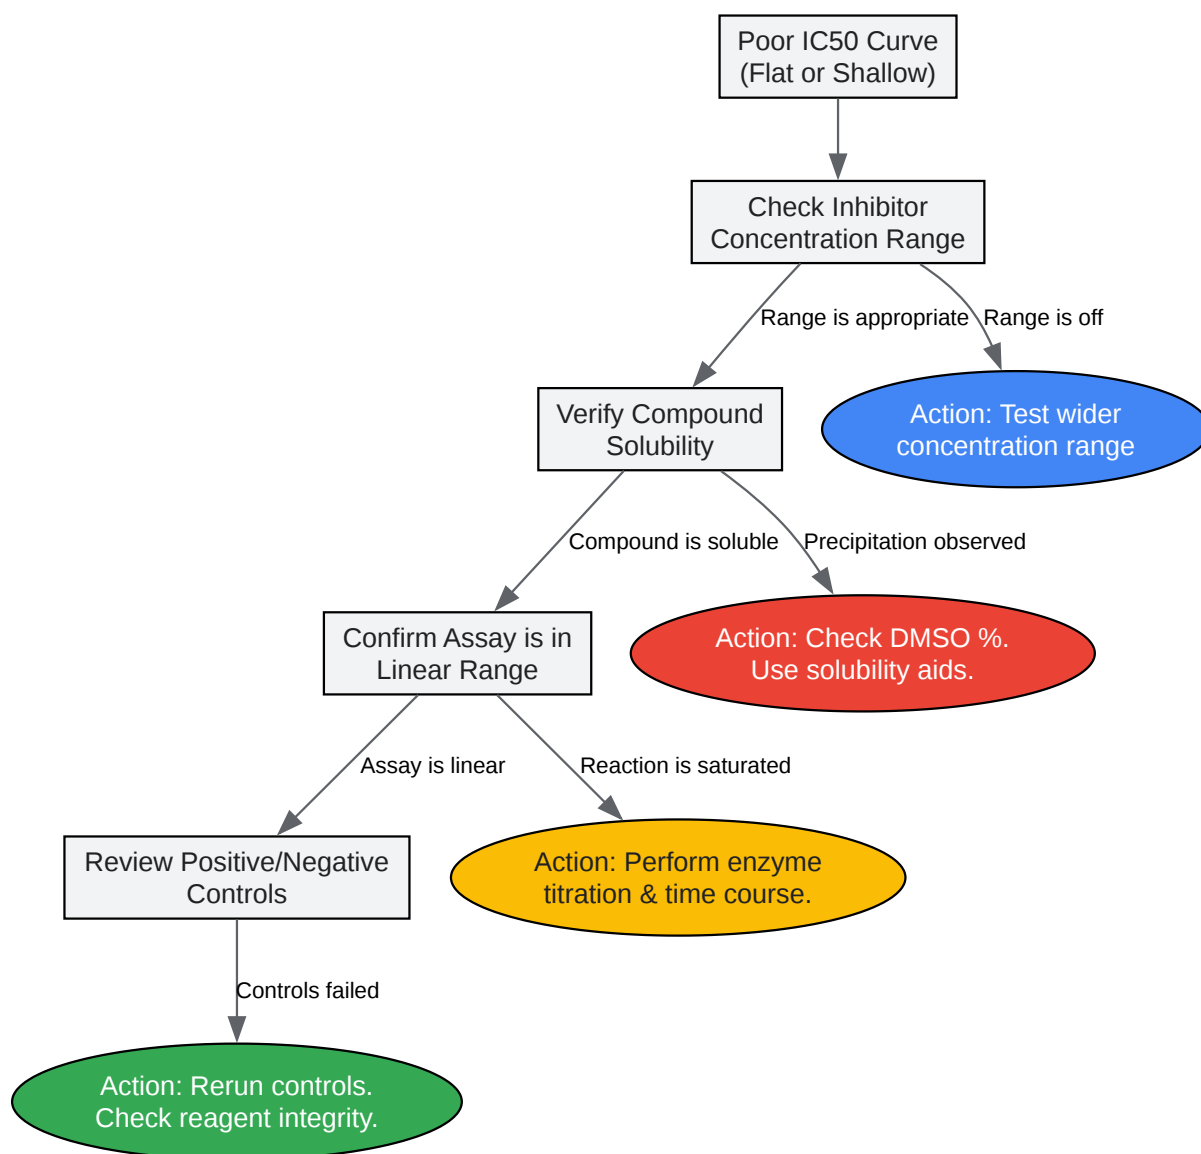 Poor IC50 Curve
(Flat or Shallow)
Check Inhibitor
Concentration Range
Range is appropriate
Range is off
Verify Compound
Solubility
Action: Test wider
concentration range
Compound is soluble
Precipitation observed
Confirm Assay is in
Linear Range
Action: Check DMSO %.
Use solubility aids.
Assay is linear
Reaction is saturated
Review Positive/Negative
Controls
Action: Perform enzyme
titration & time course.
Controls failed
Action: Rerun controls.
Check reagent integrity.